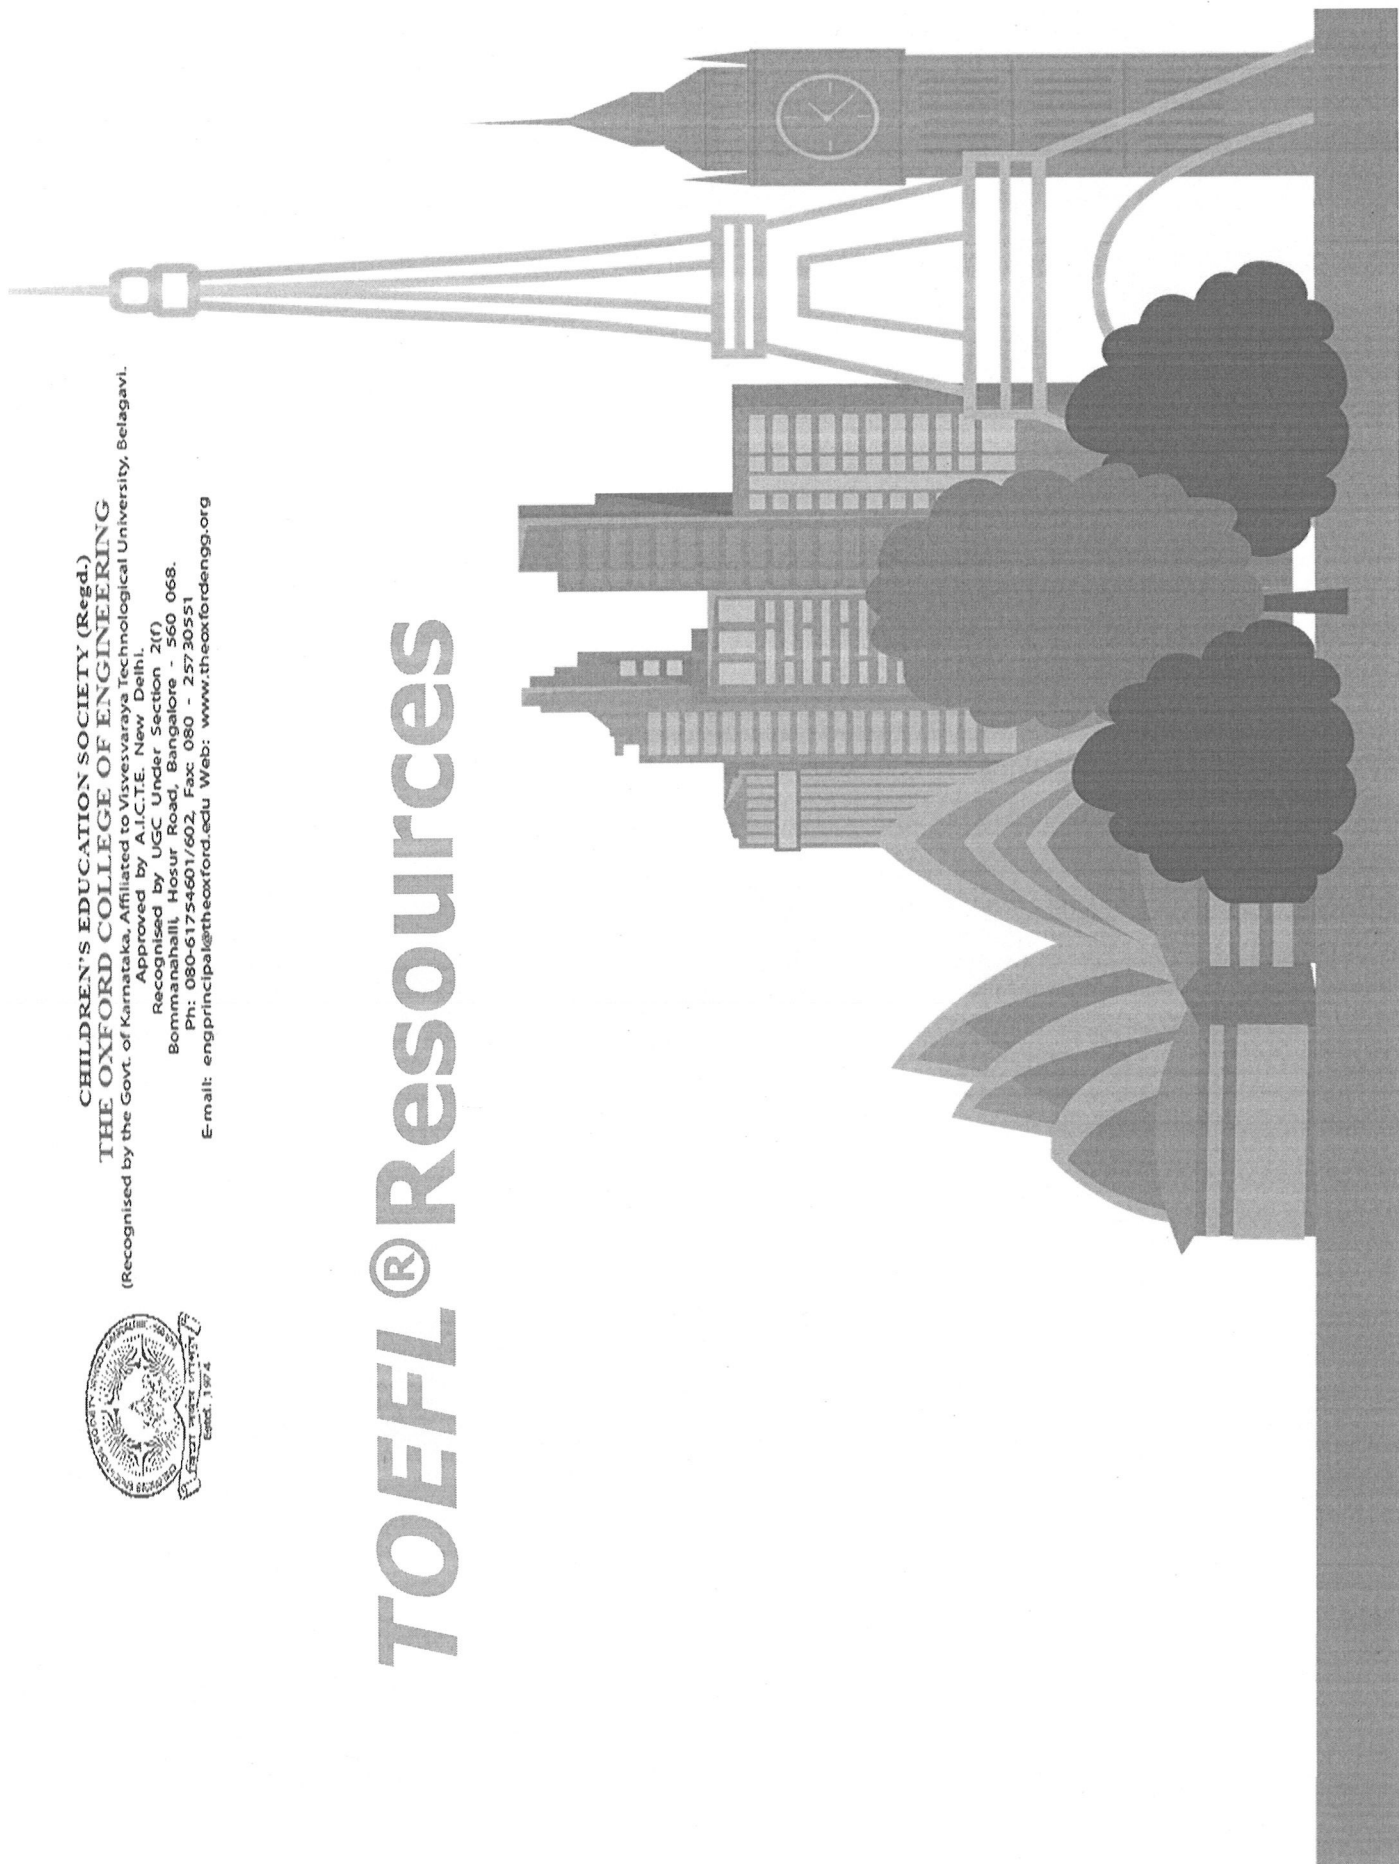 CHILDREN'S EDUCATION SOCIETY (Regd.)
THE OXFORD COLLEGE OF ENGINEERING
(Recognised by the Govt. of Karnataka, Affiliated to Visvesvaraya Technological University, Belagavi.
Approved by A.I.C.T.E. New Delhi.
Recognised by UGC Under Section 2(f)
Bommanahalli, Hosur Road, Bangalore - 560 068.
Ph: 080-61754601/602, Fax: 080 - 25730551
E-mail: engprincipal@theoxford.edu Web: www.theoxfordengg.org
Estd. 1974
TOEFL®Resources